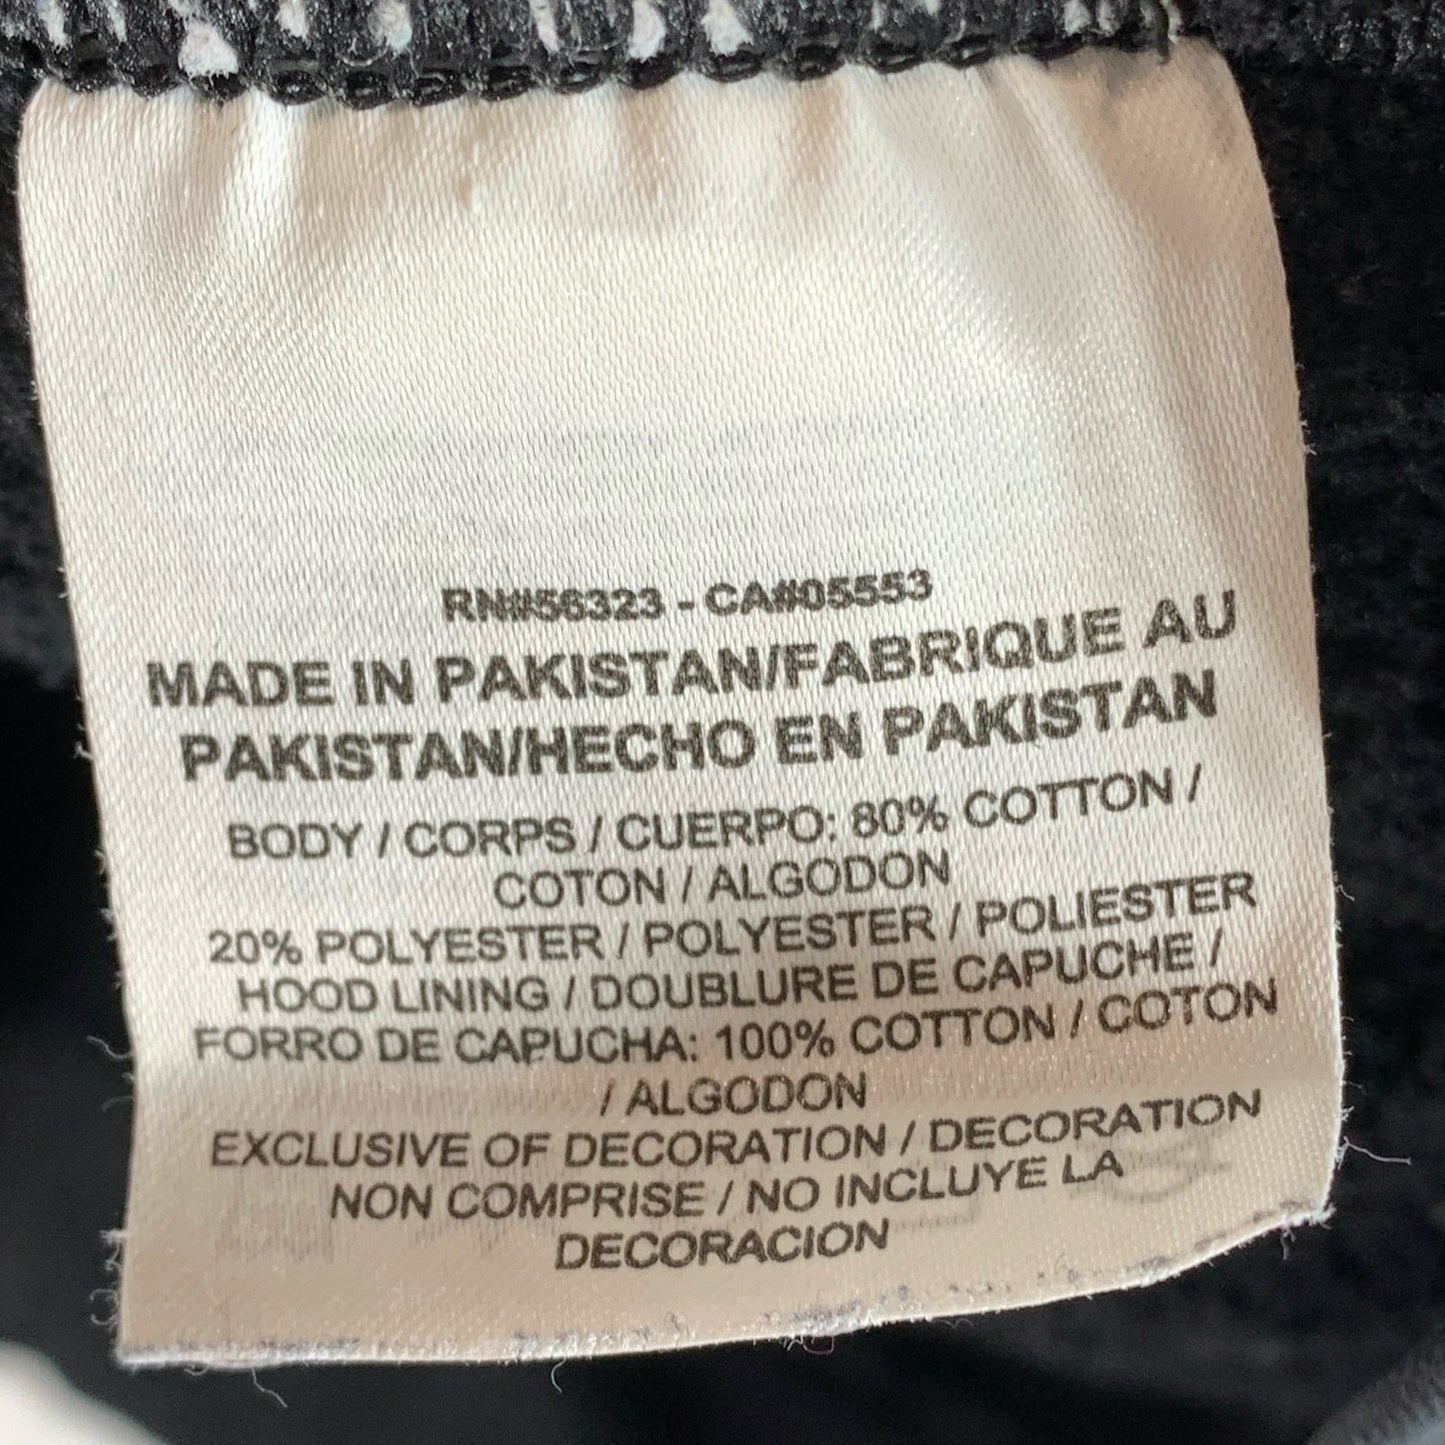 RN#56323 - CA#05553
MADE IN PAKISTAN/FABRIQUE AU
PAKISTAN/HECHO EN PAKISTAN
BODY / CORPS / CUERPO: 80% COTTON /
COTON / ALGODON
20% POLYESTER / POLYESTER / POLIESTER
HOOD LINING / DOUBLURE DE CAPUCHE /
FORRO DE CAPUCHA: 100% COTTON / COTON
/ ALGODON
EXCLUSIVE OF DECORATION / DECORATION
NON COMPRISE / NO INCLUYE LA
DECORACION